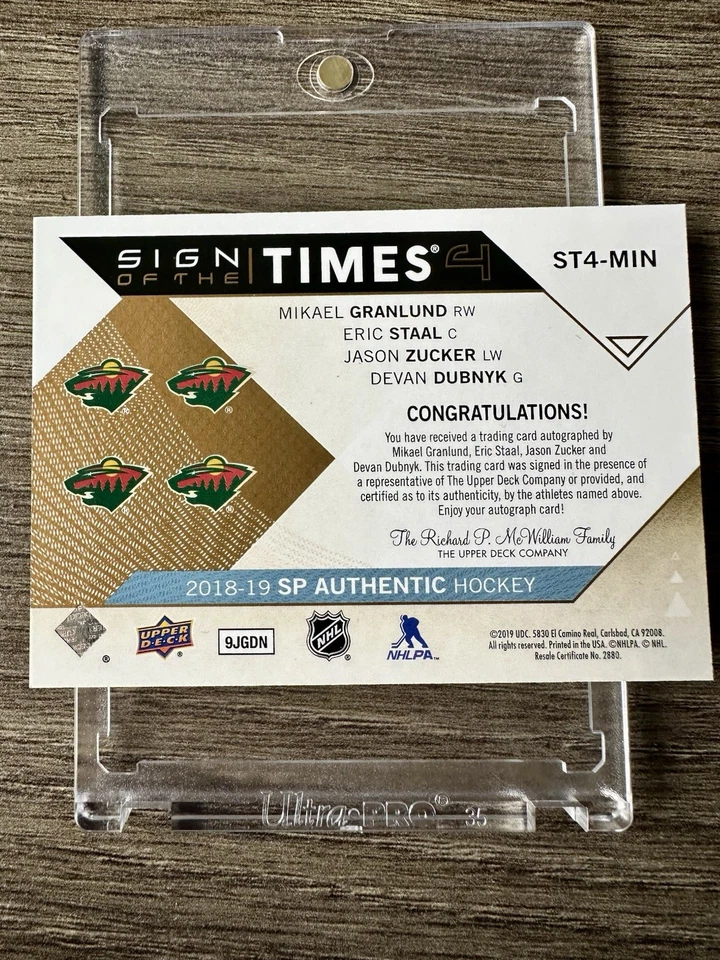 SIGN OF THE | TIMES® 4
ST4-MIN
MIKAEL GRANLUND RW
ERIC STAAL C
JASON ZUCKER LW
DEVAN DUBNYK G
CONGRATULATIONS!
You have received a trading card autographed by
Mikael Granlund, Eric Staal, Jason Zucker and
Devan Dubnyk. This trading card was signed in the presence of
a representative of The Upper Deck Company or provided, and
certified as to its authenticity, by the athletes named above.
Enjoy your autograph card!
The Richard P. McWilliam Family
THE UPPER DECK COMPANY
2018-19 SP AUTHENTIC HOCKEY
UPPER DECK
9JGDN
NHL
NHLPA™
©2019 UDC. 5830 El Camino Real, Carlsbad, CA 92008.
All rights reserved. Printed in the USA. ©NHLPA. © NHL.
Resale Certificate No. 2880.
Ultra•PRO® 35